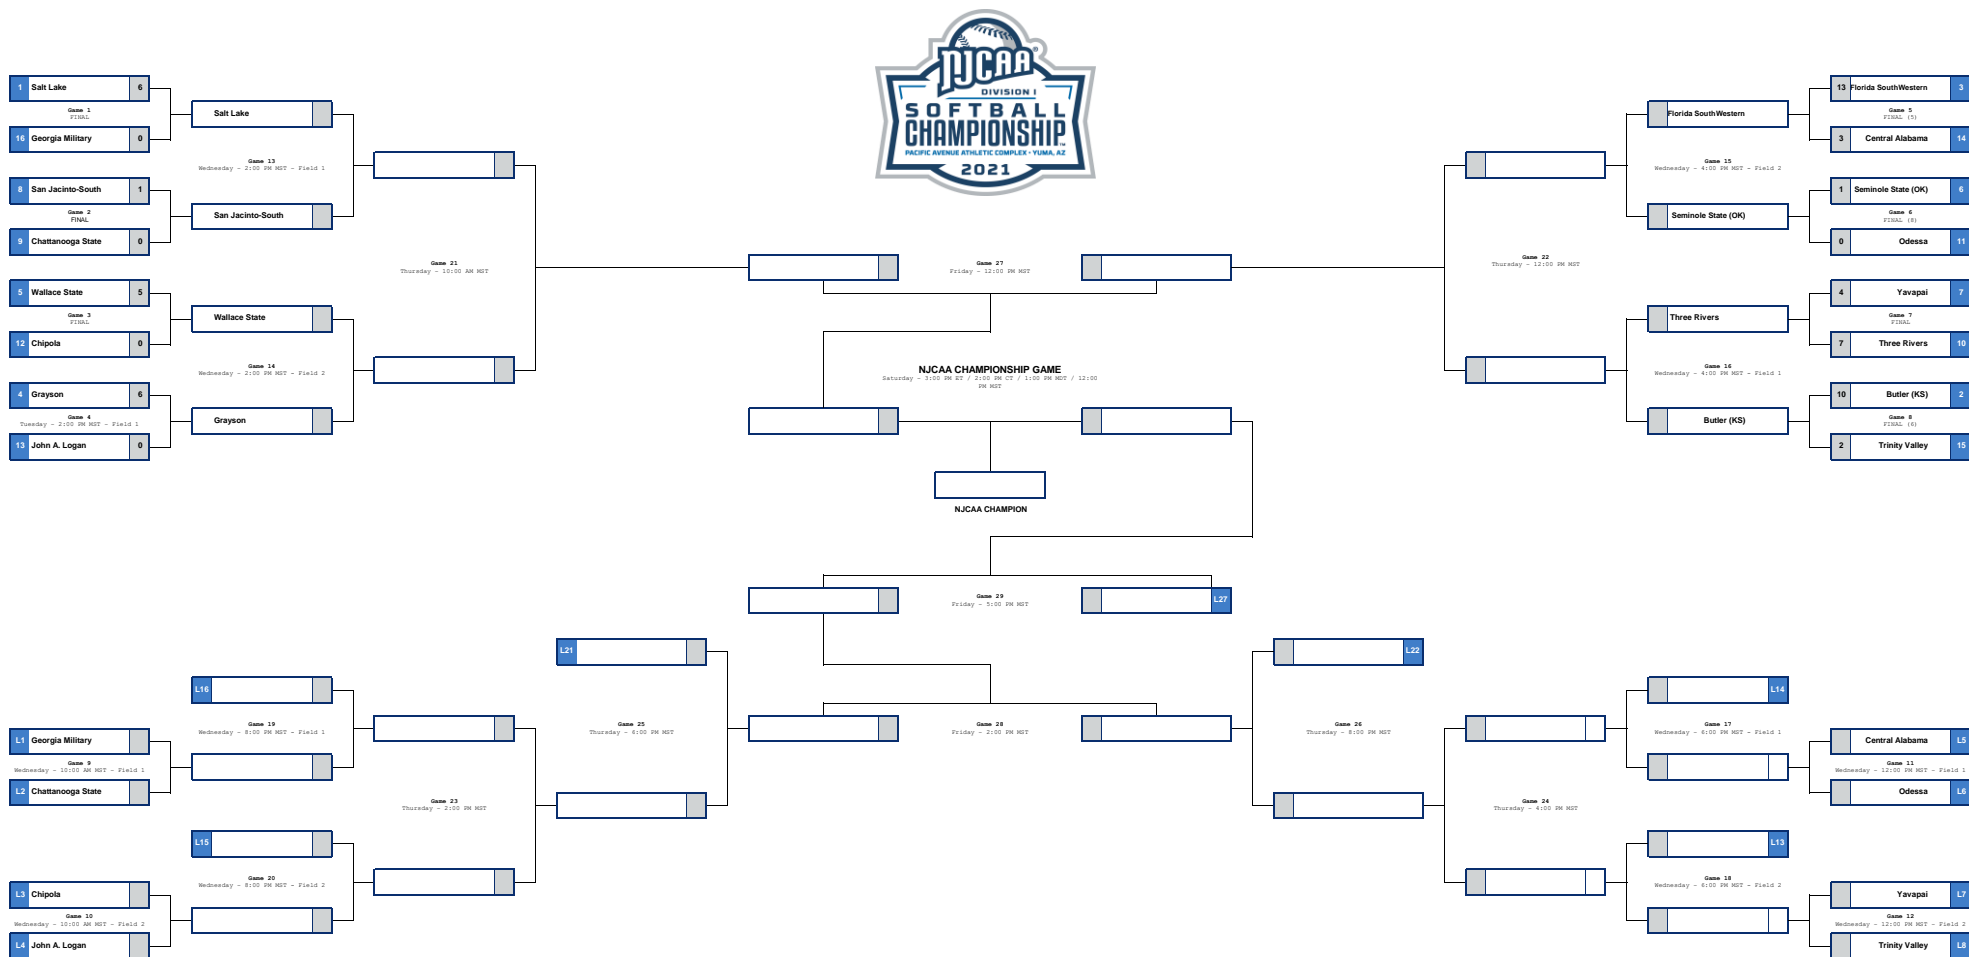 NJCAA®
DIVISION I
SOFTBALL
CHAMPIONSHIP™
PACIFIC AVENUE ATHLETIC COMPLEX • YUMA, AZ
2021
1 Salt Lake 6
Game 1
FINAL
16 Georgia Military 0
8 San Jacinto-South 1
Game 2
FINAL
9 Chattanooga State 0
5 Wallace State 5
Game 3
FINAL
12 Chipola 0
4 Grayson 6
Game 4
Tuesday - 2:00 PM MST - Field 1
13 John A. Logan 0
Salt Lake
Game 13
Wednesday - 2:00 PM MST - Field 1
San Jacinto-South
Wallace State
Game 14
Wednesday - 2:00 PM MST - Field 2
Grayson
Game 21
Thursday - 10:00 AM MST
Game 27
Friday - 12:00 PM MST
NJCAA CHAMPIONSHIP GAME
Saturday - 3:00 PM ET / 2:00 PM CT / 1:00 PM MDT / 12:00
PM MST
NJCAA CHAMPION
Game 22
Thursday - 12:00 PM MST
Florida SouthWestern
Game 15
Wednesday - 4:00 PM MST - Field 2
Seminole State (OK)
Three Rivers
Game 16
Wednesday - 4:00 PM MST - Field 1
Butler (KS)
13 Florida SouthWestern 3
Game 5
FINAL (5)
3 Central Alabama 14
1 Seminole State (OK) 6
Game 6
FINAL (8)
0 Odessa 11
4 Yavapai 7
Game 7
FINAL
7 Three Rivers 10
10 Butler (KS) 2
Game 8
FINAL (6)
2 Trinity Valley 15
Game 29
Friday - 5:00 PM MST
L27
L21
Game 25
Thursday - 6:00 PM MST
Game 28
Friday - 2:00 PM MST
L22
Game 26
Thursday - 8:00 PM MST
L16
Game 19
Wednesday - 8:00 PM MST - Field 1
L1 Georgia Military
Game 9
Wednesday - 10:00 AM MST - Field 1
L2 Chattanooga State
Game 23
Thursday - 2:00 PM MST
L15
Game 20
Wednesday - 8:00 PM MST - Field 2
L3 Chipola
Game 10
Wednesday - 10:00 AM MST - Field 2
L4 John A. Logan
L14
Game 17
Wednesday - 6:00 PM MST - Field 1
Central Alabama L5
Game 11
Wednesday - 12:00 PM MST - Field 1
Odessa L6
Game 24
Thursday - 4:00 PM MST
L13
Game 18
Wednesday - 6:00 PM MST - Field 2
Yavapai L7
Game 12
Wednesday - 12:00 PM MST - Field 2
Trinity Valley L8